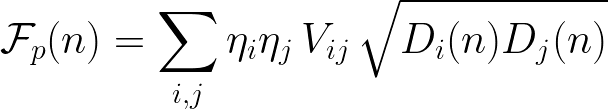 $\mathcal{F}_p(n) = \sum_{i,j} \eta_i \eta_j \, V_{ij} \, \sqrt{D_i(n) D_j(n)}$